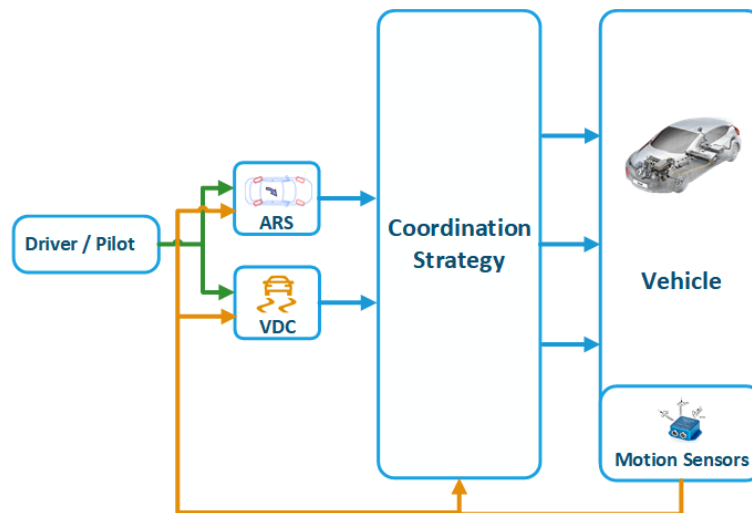 Driver / Pilot
ARS
VDC
Coordination
Strategy
Vehicle
Motion Sensors